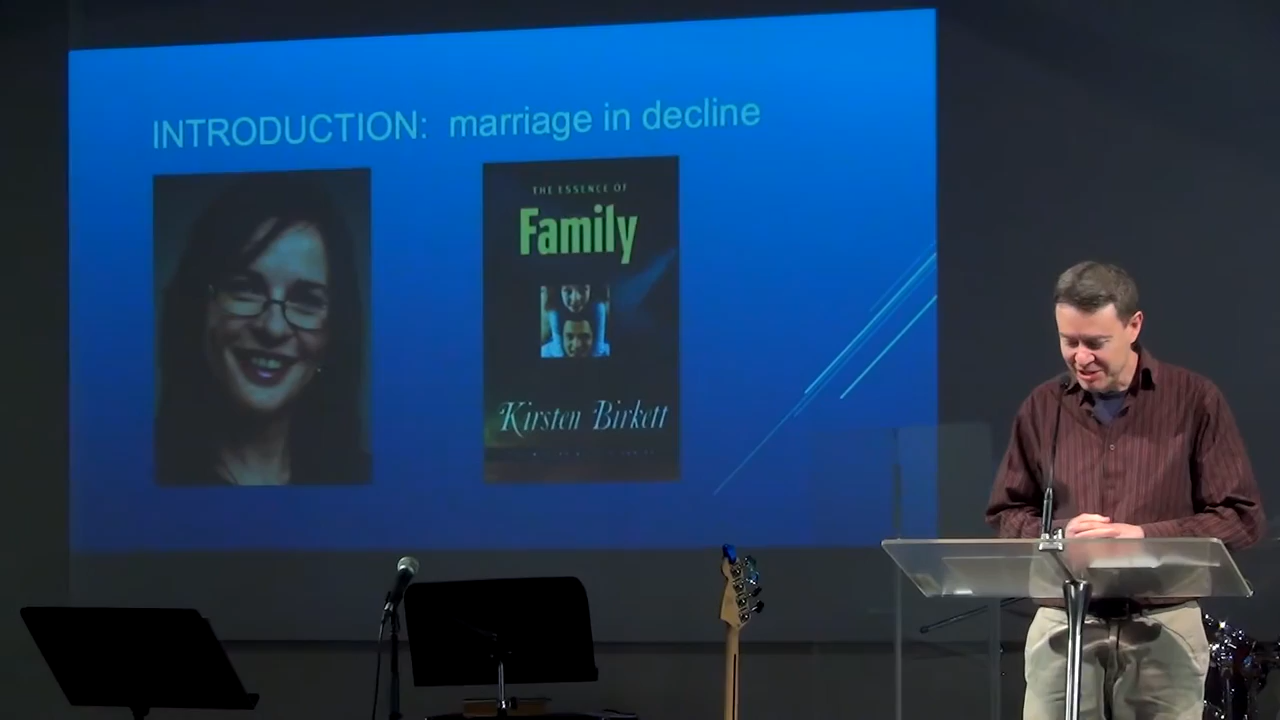 INTRODUCTION: marriage in decline
THE ESSENCE OF
Family
Kirsten Birkett